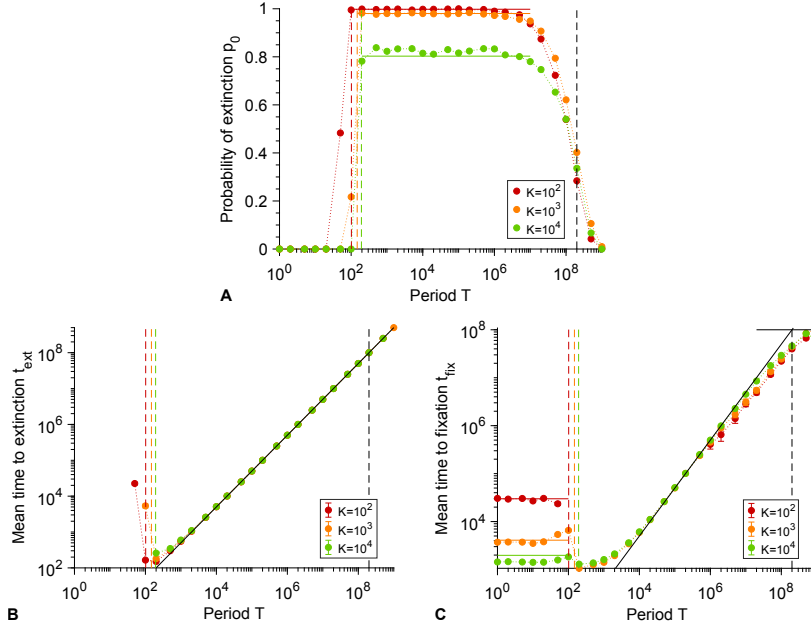 Probability of extinction p0
1
0.8
0.6
0.4
0.2
0
K=10^2
K=10^3
K=10^4
10^0 10^2 10^4 10^6 10^8
Period T
A
Mean time to extinction t_ext
10^8
10^6
10^4
10^2
K=10^2
K=10^3
K=10^4
10^0 10^2 10^4 10^6 10^8
Period T
B
Mean time to fixation t_fix
10^8
10^6
10^4
K=10^2
K=10^3
K=10^4
10^0 10^2 10^4 10^6 10^8
Period T
C